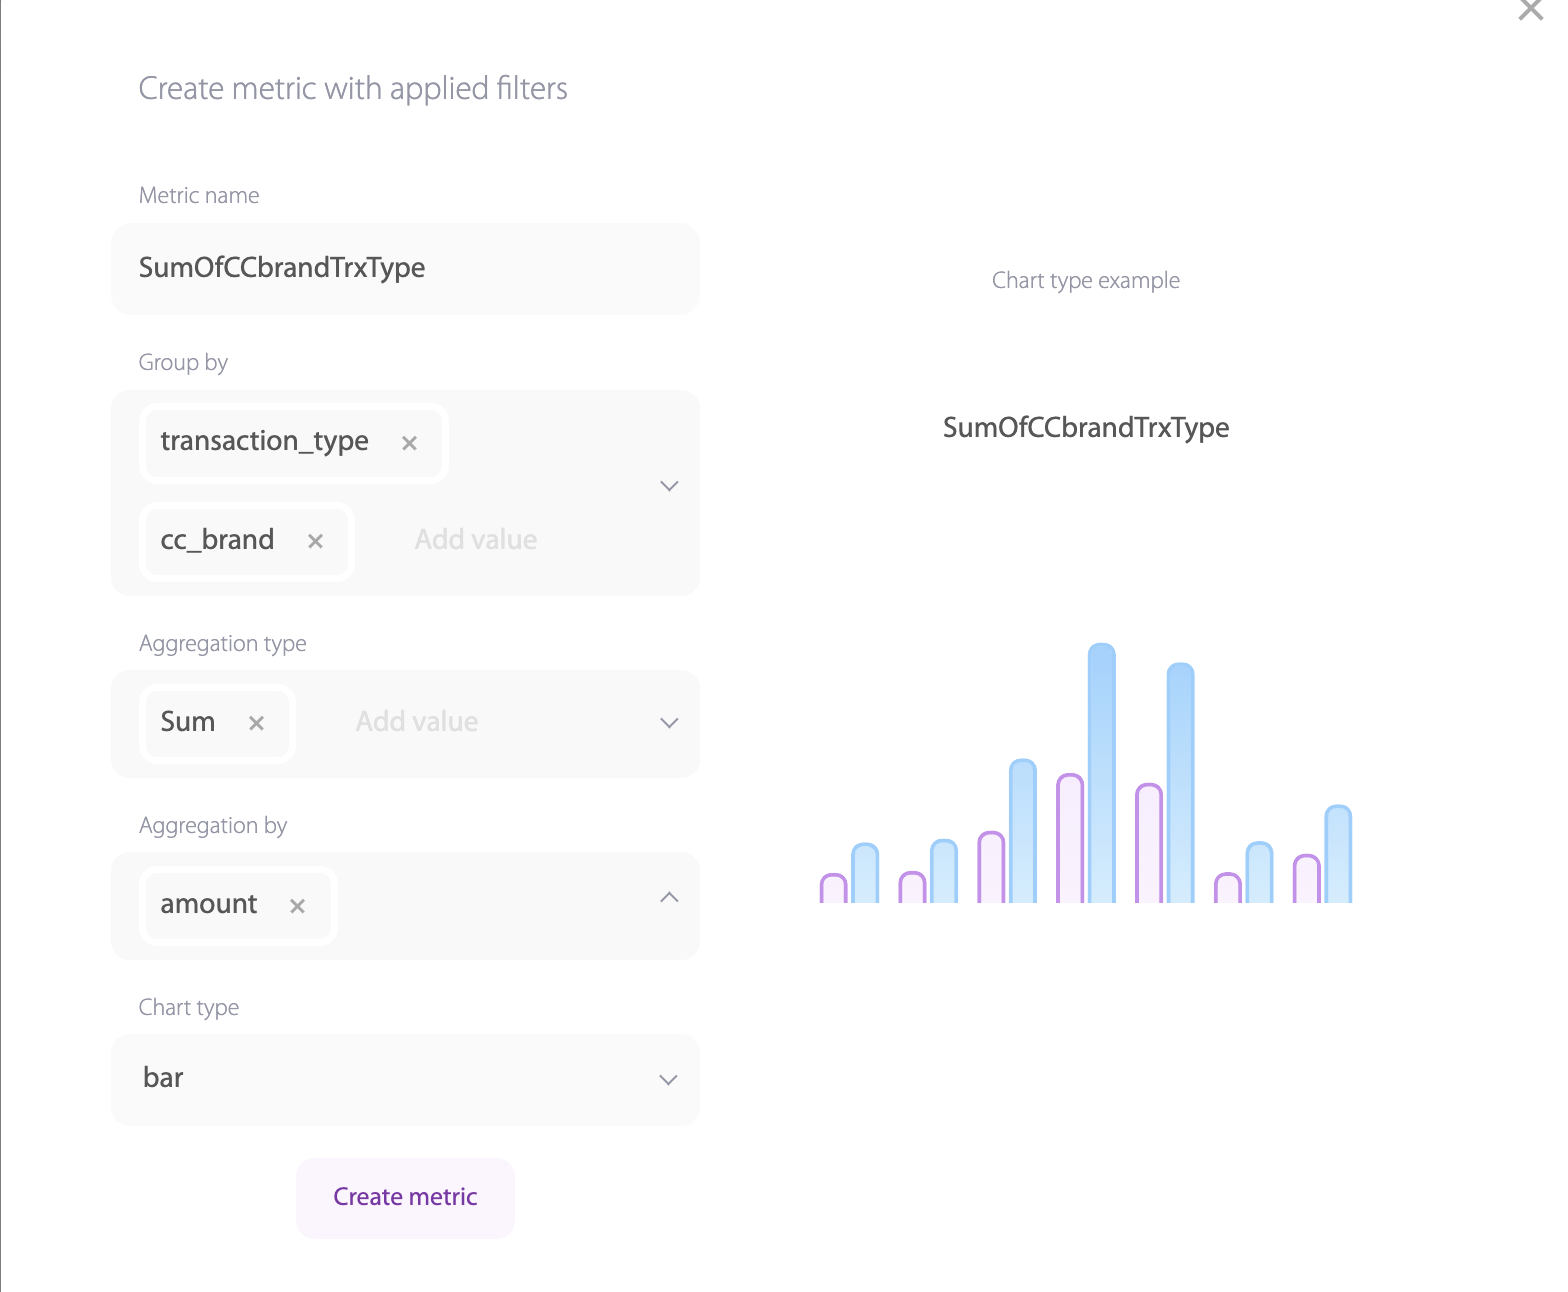 Create metric with applied filters
Metric name
SumOfCCbrandTrxType
Group by
transaction_type ×
cc_brand × Add value
Aggregation type
Sum × Add value
Aggregation by
amount ×
Chart type
bar
Create metric
Chart type example
SumOfCCbrandTrxType